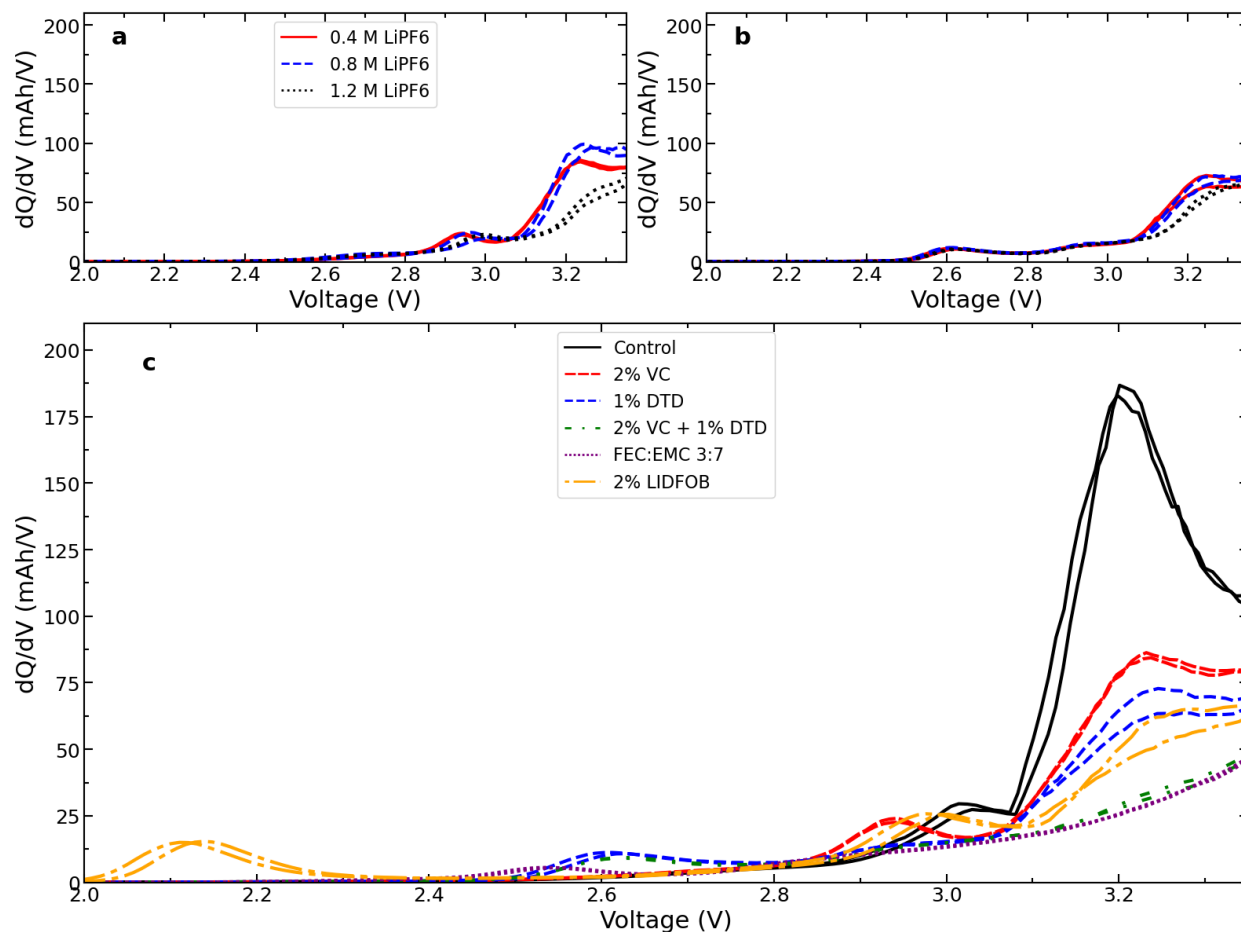 a
0.4 M LiPF6
0.8 M LiPF6
1.2 M LiPF6
dQ/dV (mAh/V)
200
150
100
50
0
2.0 2.2 2.4 2.6 2.8 3.0 3.2
Voltage (V)
b
dQ/dV (mAh/V)
200
150
100
50
0
2.0 2.2 2.4 2.6 2.8 3.0 3.2
Voltage (V)
c
Control
2% VC
1% DTD
2% VC + 1% DTD
FEC:EMC 3:7
2% LIDFOB
dQ/dV (mAh/V)
200
175
150
125
100
75
50
25
0
2.0 2.2 2.4 2.6 2.8 3.0 3.2
Voltage (V)